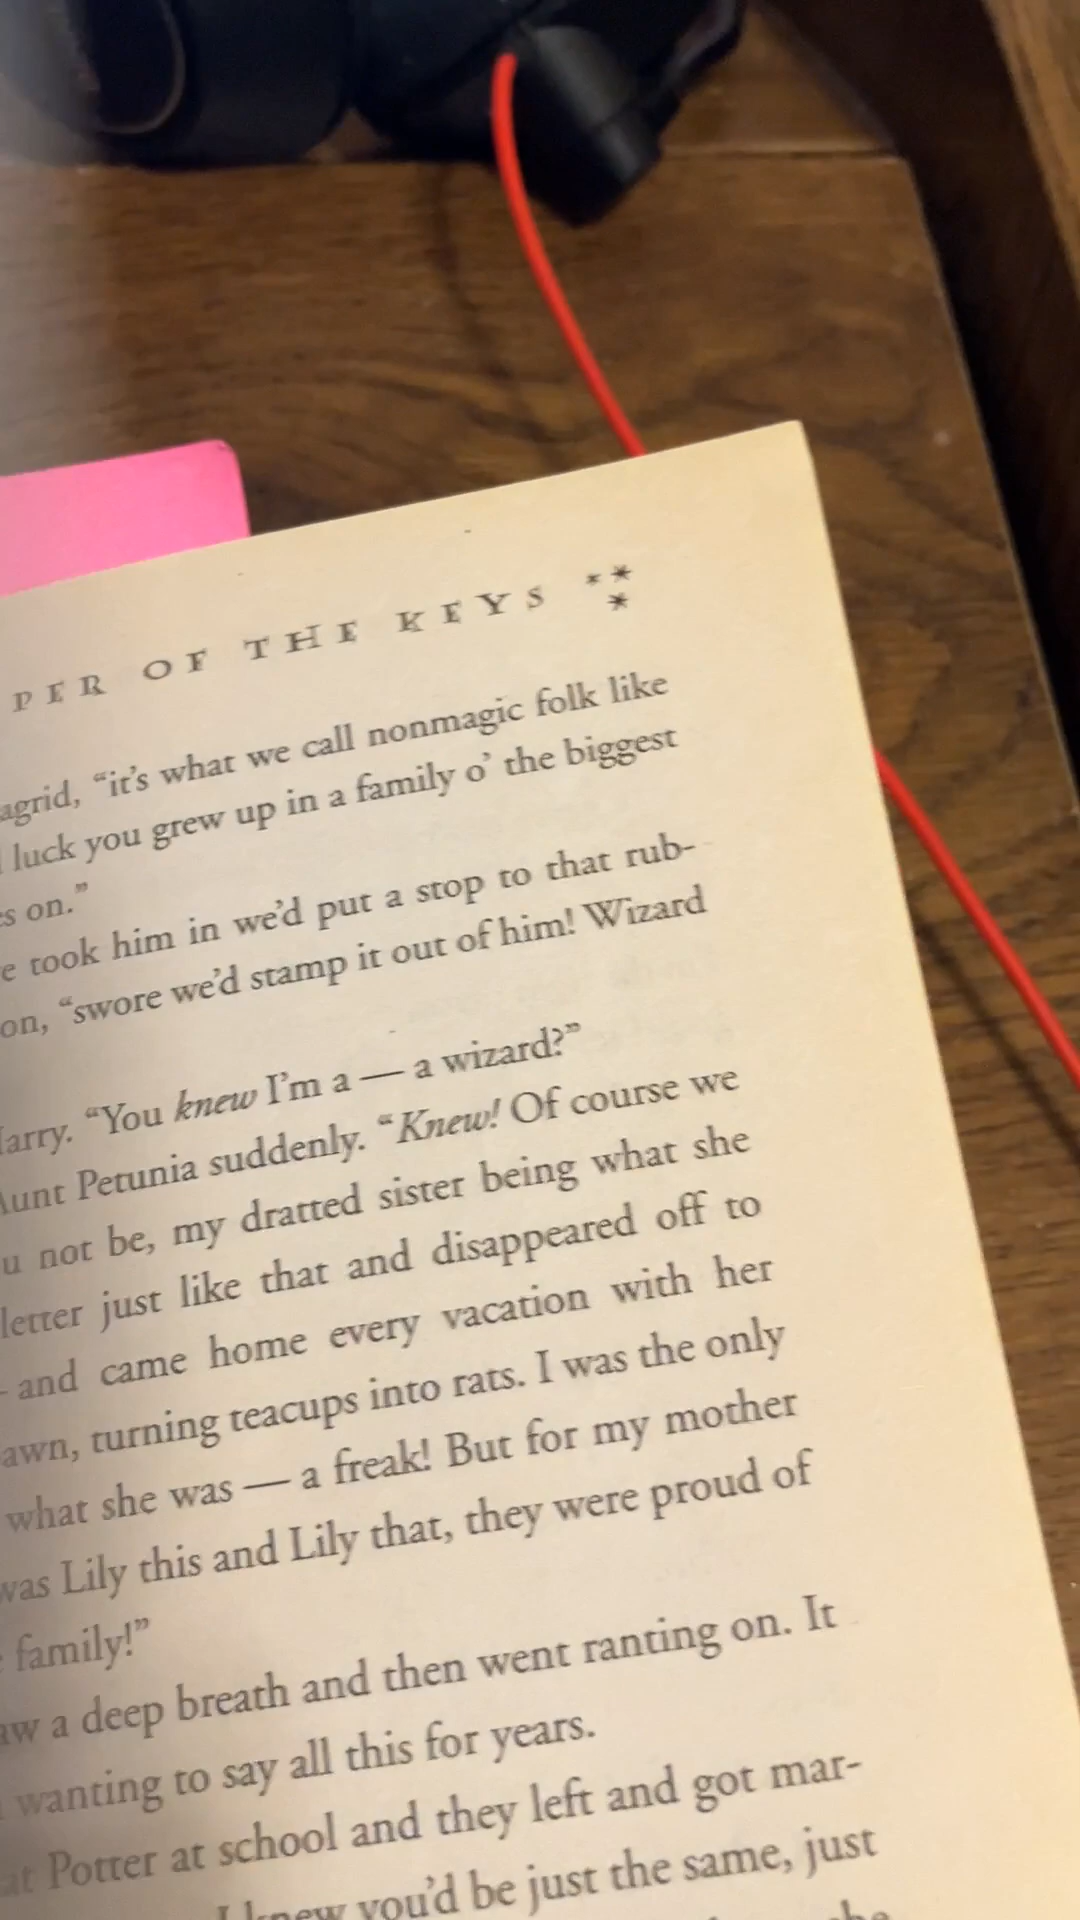 PER OF THE KEYS ***
agrid, “it’s what we call nonmagic folk like
luck you grew up in a family o’ the biggest
es on.”
e took him in we’d put a stop to that rub-
on, “swore we’d stamp it out of him! Wizard
arry. “You knew I’m a — a wizard?”
Aunt Petunia suddenly. “Knew! Of course we
u not be, my dratted sister being what she
letter just like that and disappeared off to
- and came home every vacation with her
awn, turning teacups into rats. I was the only
what she was — a freak! But for my mother
was Lily this and Lily that, they were proud of
family!”
aw a deep breath and then went ranting on. It
wanting to say all this for years.
at Potter at school and they left and got mar-
I knew you’d be just the same, just